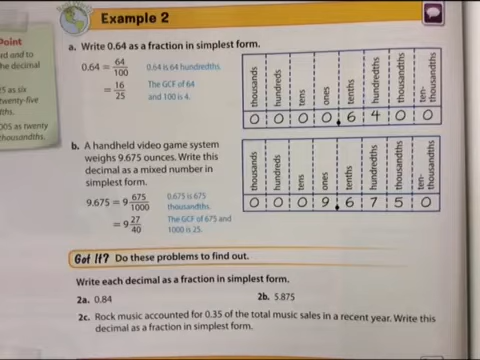 Example 2
Point
a. Write 0.64 as a fraction in simplest form.
0.64 = 64/100
0.64 is 64 hundredths.
= 16/25
The GCF of 64
and 100 is 4.
thousands hundreds tens ones tenths hundredths thousandths ten-thousandths
0 0 0 0 . 6 4 0 0
and to
the decimal
25 as six
twenty-five
005 as twenty
thousandths.
b. A handheld video game system
weighs 9.675 ounces. Write this
decimal as a mixed number in
simplest form.
9.675 = 9 675/1000
0.675 is 675
thousandths.
= 9 27/40
The GCF of 675 and
1000 is 25.
thousands hundreds tens ones tenths hundredths thousandths ten-thousandths
0 0 0 9 . 6 7 5 0
Got It? Do these problems to find out.
Write each decimal as a fraction in simplest form.
2a. 0.84
2b. 5.875
2c. Rock music accounted for 0.35 of the total music sales in a recent year. Write this
decimal as a fraction in simplest form.